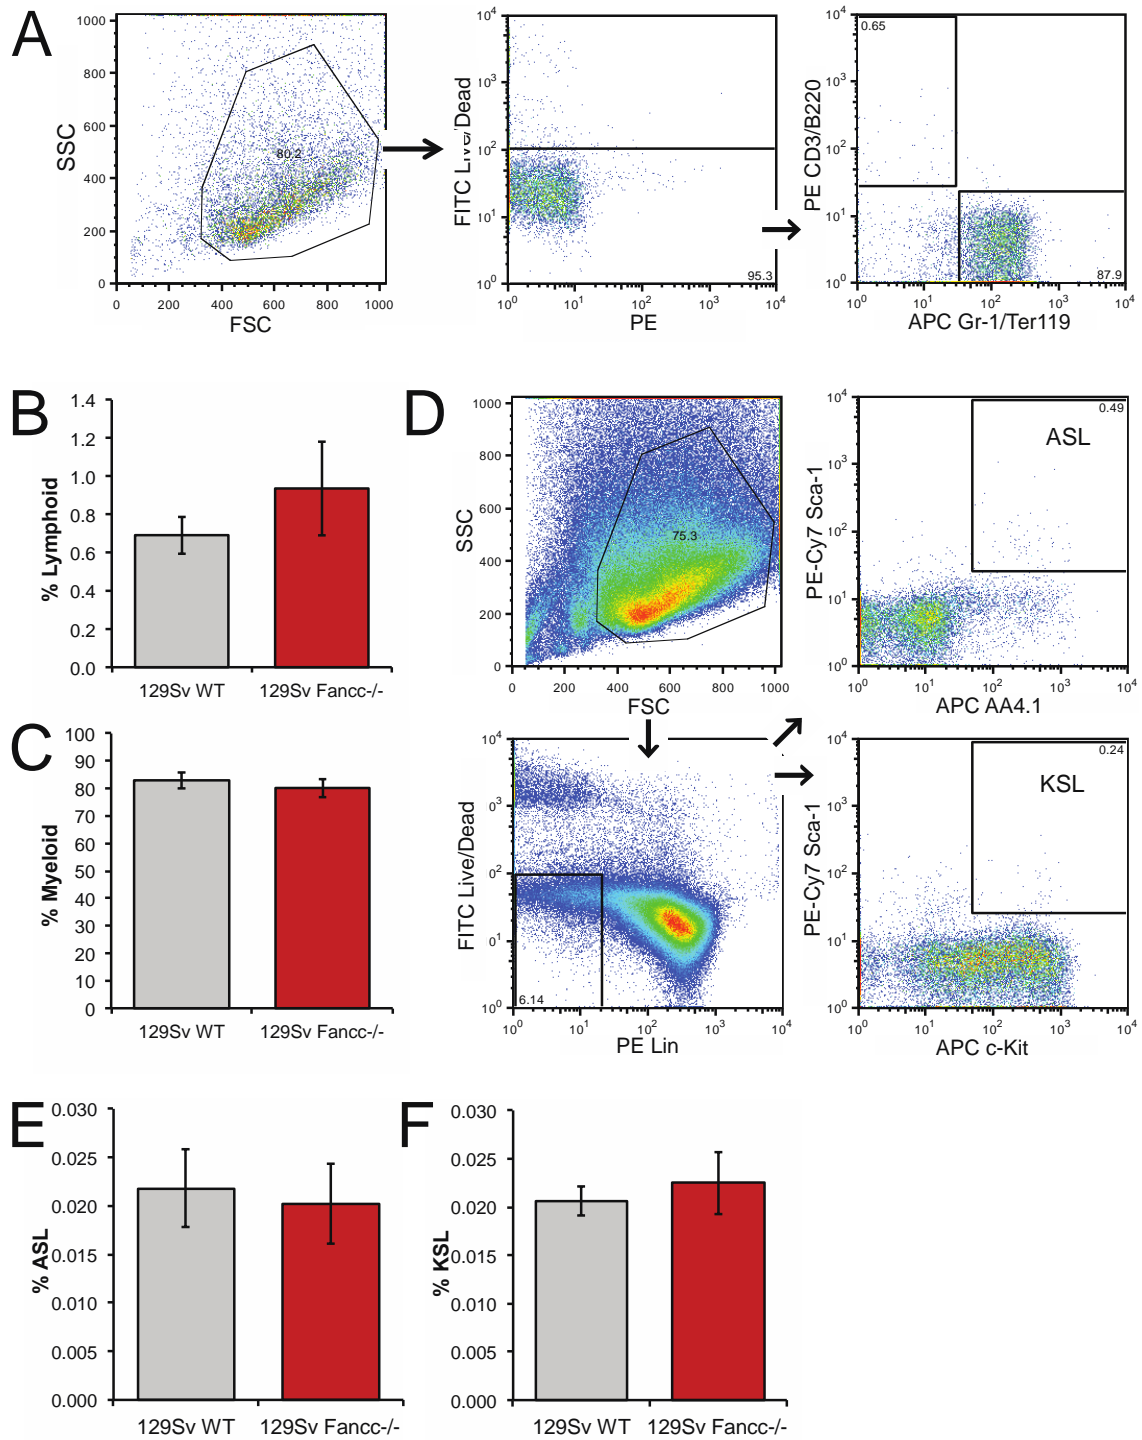 A
SSC
1000
800
600
400
200
0
80.2
0 200 400 600 800 1000
FSC
FITC Live/Dead
10^4
10^3
10^2
10^1
10^0
95.3
10^0 10^1 10^2 10^3 10^4
PE
PE CD3/B220
10^4
10^3
10^2
10^1
10^0
0.65
87.9
10^0 10^1 10^2 10^3 10^4
APC Gr-1/Ter119
B
% Lymphoid
1.4
1.2
1.0
0.8
0.6
0.4
0.2
0.0
129Sv WT 129Sv Fancc-/-
C
% Myeloid
100
90
80
70
60
50
40
30
20
10
0
129Sv WT 129Sv Fancc-/-
D
SSC
1000
800
600
400
200
0
75.3
0 200 400 600 800 1000
FSC
PE-Cy7 Sca-1
10^4
10^3
10^2
10^1
10^0
0.49
ASL
10^0 10^1 10^2 10^3 10^4
APC AA4.1
FITC Live/Dead
10^4
10^3
10^2
10^1
10^0
6.14
10^0 10^1 10^2 10^3 10^4
PE Lin
PE-Cy7 Sca-1
10^4
10^3
10^2
10^1
10^0
0.24
KSL
10^0 10^1 10^2 10^3 10^4
APC c-Kit
E
% ASL
0.030
0.025
0.020
0.015
0.010
0.005
0.000
129Sv WT 129Sv Fancc-/-
F
% KSL
0.030
0.025
0.020
0.015
0.010
0.005
0.000
129Sv WT 129Sv Fancc-/-